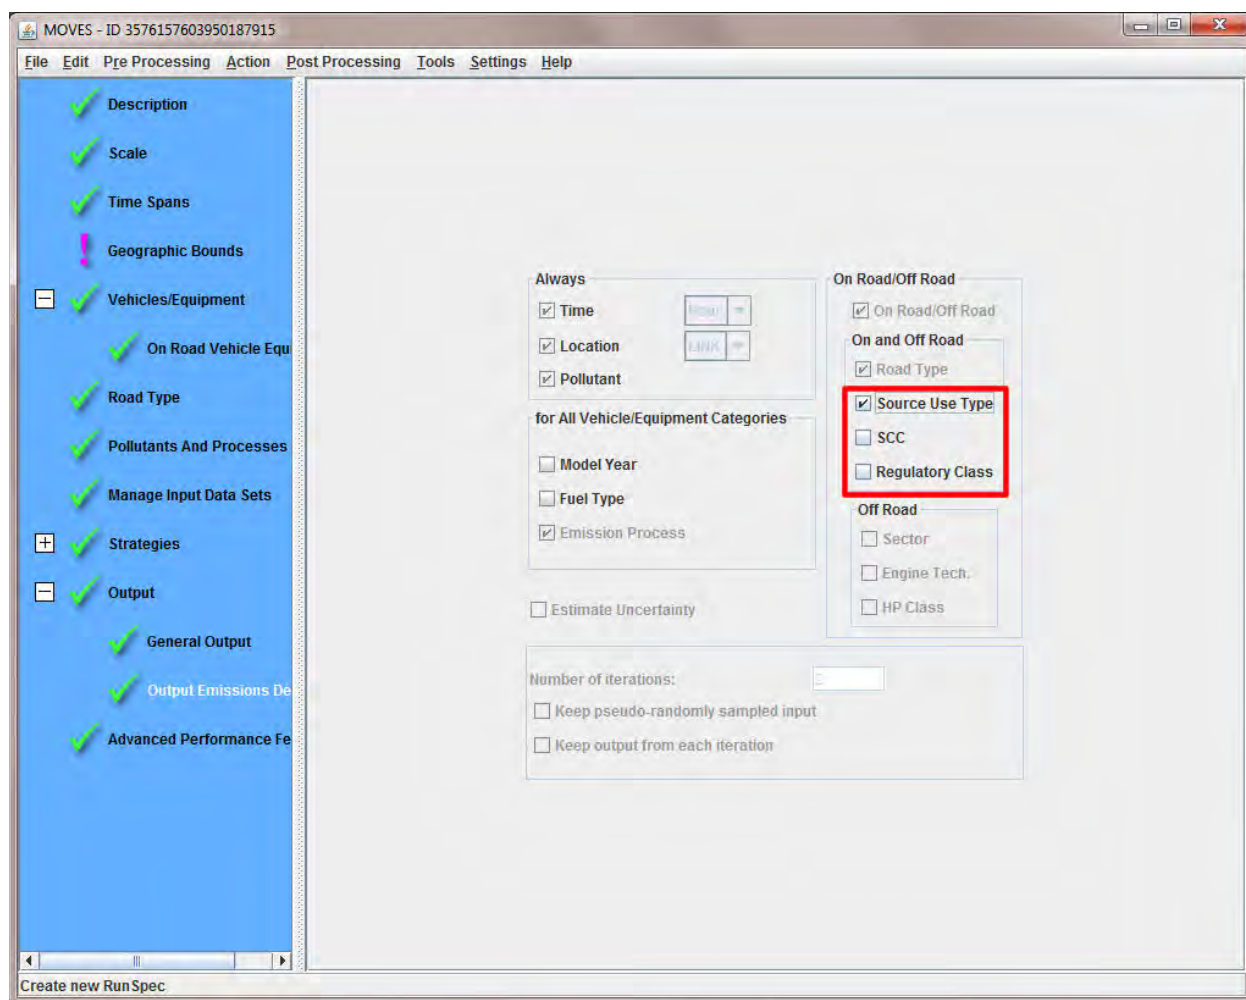 MOVES - ID 3576157603950187915
File Edit Pre Processing Action Post Processing Tools Settings Help
Description
Scale
Time Spans
Geographic Bounds
Vehicles/Equipment
On Road Vehicle Equi
Road Type
Pollutants And Processes
Manage Input Data Sets
Strategies
Output
General Output
Output Emissions De
Advanced Performance Fe
Always
Time
Location LINK
Pollutant
for All Vehicle/Equipment Categories
Model Year
Fuel Type
Emission Process
Estimate Uncertainty
On Road/Off Road
On Road/Off Road
On and Off Road
Road Type
Source Use Type
SCC
Regulatory Class
Off Road
Sector
Engine Tech.
HP Class
Number of iterations:
Keep pseudo-randomly sampled input
Keep output from each iteration
Create new RunSpec